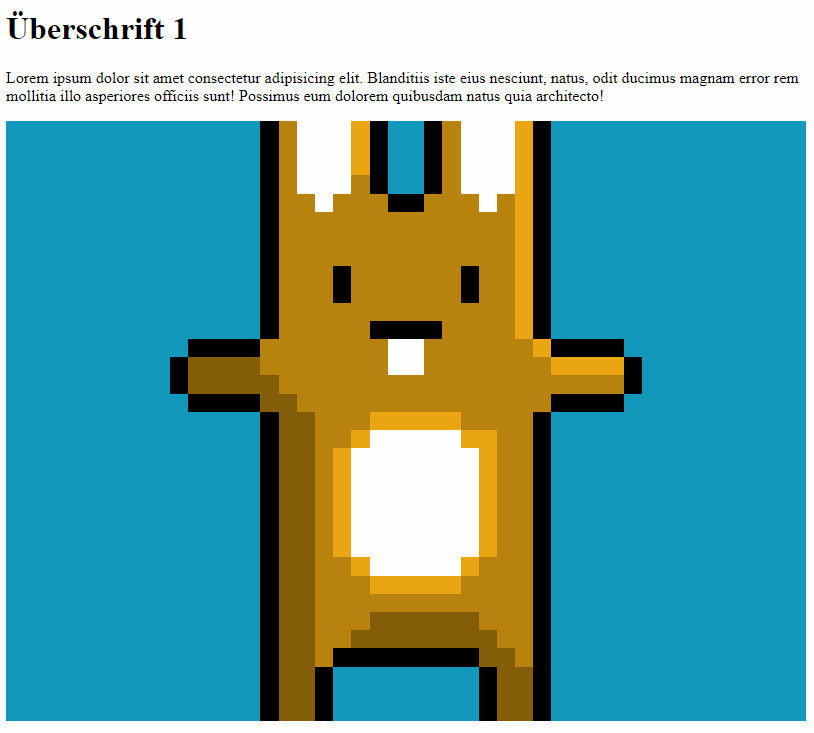 Überschrift 1
Lorem ipsum dolor sit amet consectetur adipisicing elit. Blanditiis iste eius nesciunt, natus, odit ducimus magnam error rem
mollitia illo asperiores officiis sunt! Possimus eum dolorem quibusdam natus quia architecto!